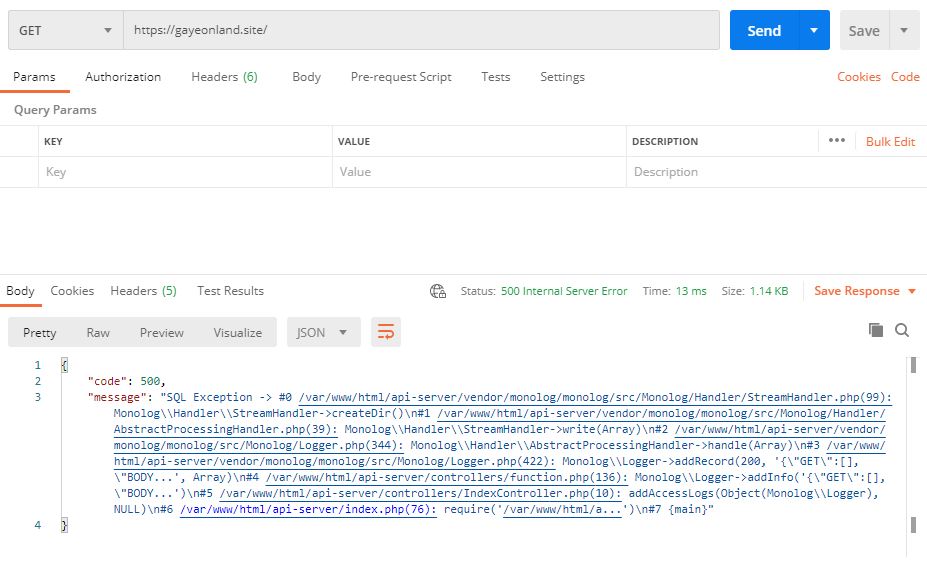 GET https://gayeonland.site/ Send Save
Params Authorization Headers (6) Body Pre-request Script Tests Settings Cookies Code
Query Params
KEY VALUE DESCRIPTION ••• Bulk Edit
Key Value Description
Body Cookies Headers (5) Test Results Status: 500 Internal Server Error Time: 13 ms Size: 1.14 KB Save Response
Pretty Raw Preview Visualize JSON
1 {
2 "code": 500,
3 "message": "SQL Exception -> #0 /var/www/html/api-server/vendor/monolog/monolog/src/Monolog/Handler/StreamHandler.php(99):
Monolog\\Handler\\StreamHandler->createDir()\n#1 /var/www/html/api-server/vendor/monolog/monolog/src/Monolog/Handler/
AbstractProcessingHandler.php(39): Monolog\\Handler\\StreamHandler->write(Array)\n#2 /var/www/html/api-server/vendor/
monolog/monolog/src/Monolog/Logger.php(344): Monolog\\Handler\\AbstractProcessingHandler->handle(Array)\n#3 /var/www/
html/api-server/vendor/monolog/monolog/src/Monolog/Logger.php(422): Monolog\\Logger->addRecord(200, '{\"GET\":[],
\"BODY...', Array)\n#4 /var/www/html/api-server/controllers/function.php(136): Monolog\\Logger->addInfo('{\"GET\":[],
\"BODY...')\n#5 /var/www/html/api-server/controllers/IndexController.php(10): addAccessLogs(Object(Monolog\\Logger),
NULL)\n#6 /var/www/html/api-server/index.php(76): require('/var/www/html/a...')\n#7 {main}"
4 }